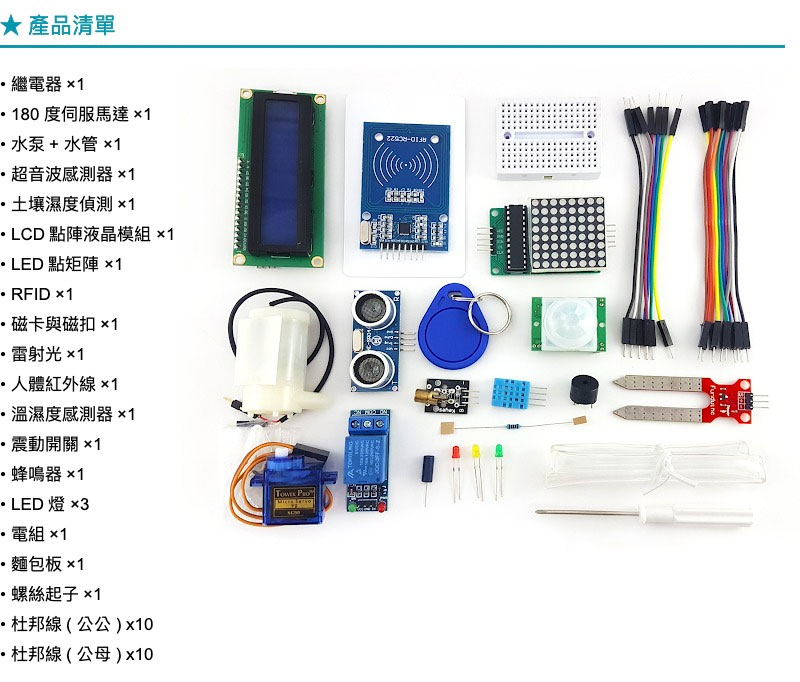 ★ 產品清單
• 繼電器 ×1
• 180 度伺服馬達 ×1
• 水泵 + 水管 ×1
• 超音波感測器 ×1
• 土壤濕度偵測 ×1
• LCD 點陣液晶模組 ×1
• LED 點矩陣 ×1
• RFID ×1
• 磁卡與磁扣 ×1
• 雷射光 ×1
• 人體紅外線 ×1
• 溫濕度感測器 ×1
• 震動開關 ×1
• 蜂鳴器 ×1
• LED 燈 ×3
• 電組 ×1
• 麵包板 ×1
• 螺絲起子 ×1
• 杜邦線 ( 公公 ) x10
• 杜邦線 ( 公母 ) x10
RFID-RC522
Tower Pro
Micro Servo